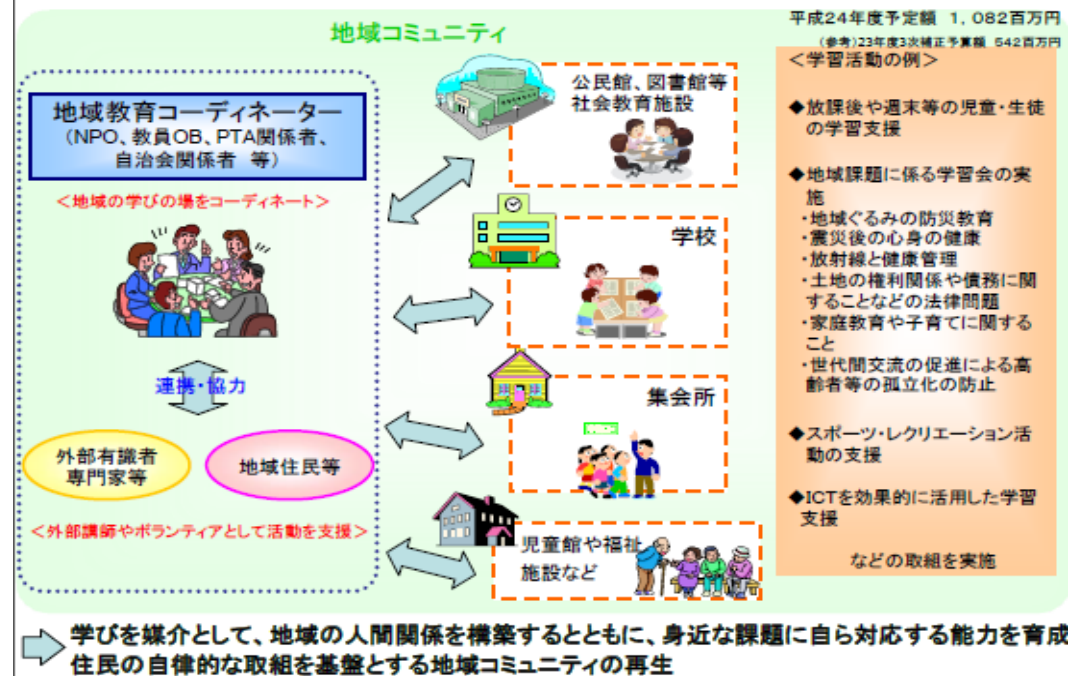 平成24年度予定額 1,082百万円
(参考)23年度3次補正予算額 542百万円
地域コミュニティ
地域教育コーディネーター
(NPO、教員OB、PTA関係者、
自治会関係者 等)
<地域の学びの場をコーディネート>
連携・協力
外部有識者
専門家等
地域住民等
<外部講師やボランティアとして活動を支援>
公民館、図書館等
社会教育施設
学校
集会所
児童館や福祉
施設など
<学習活動の例>
◆放課後や週末等の児童・生徒
の学習支援
◆地域課題に係る学習会の実
施
・地域ぐるみの防災教育
・震災後の心身の健康
・放射線と健康管理
・土地の権利関係や債務に関
することなどの法律問題
・家庭教育や子育てに関する
こと
・世代間交流の促進による高
齢者等の孤立化の防止
◆スポーツ・レクリエーション活
動の支援
◆ICTを効果的に活用した学習
支援
などの取組を実施
学びを媒介として、地域の人間関係を構築するとともに、身近な課題に自ら対応する能力を育成
住民の自律的な取組を基盤とする地域コミュニティの再生